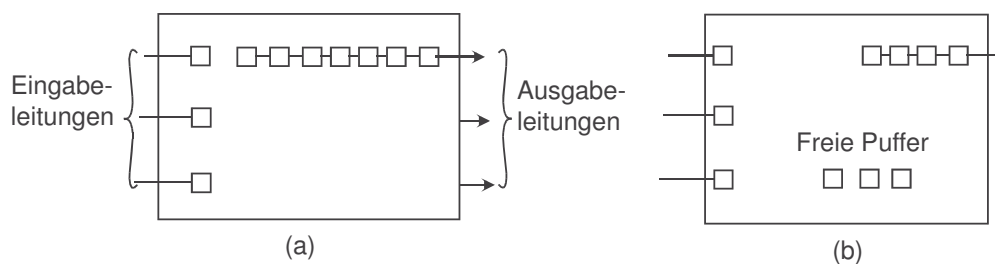 Eingabe-
leitungen
Ausgabe-
leitungen
(a)
Freie Puffer
(b)